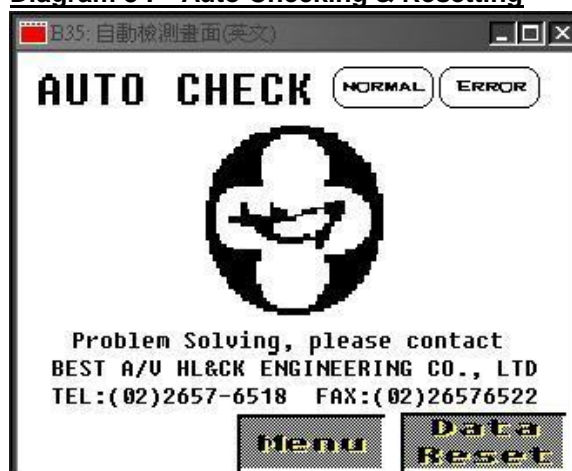 Diagram 34 - Auto Checking & Resetting
B35: 自動檢測畫面(英文)
AUTO CHECK NORMAL ERROR
Problem Solving, please contact
BEST A/V HL&CK ENGINEERING CO., LTD
TEL:(02)2657-6518 FAX:(02)26576522
Menu Data
Reset